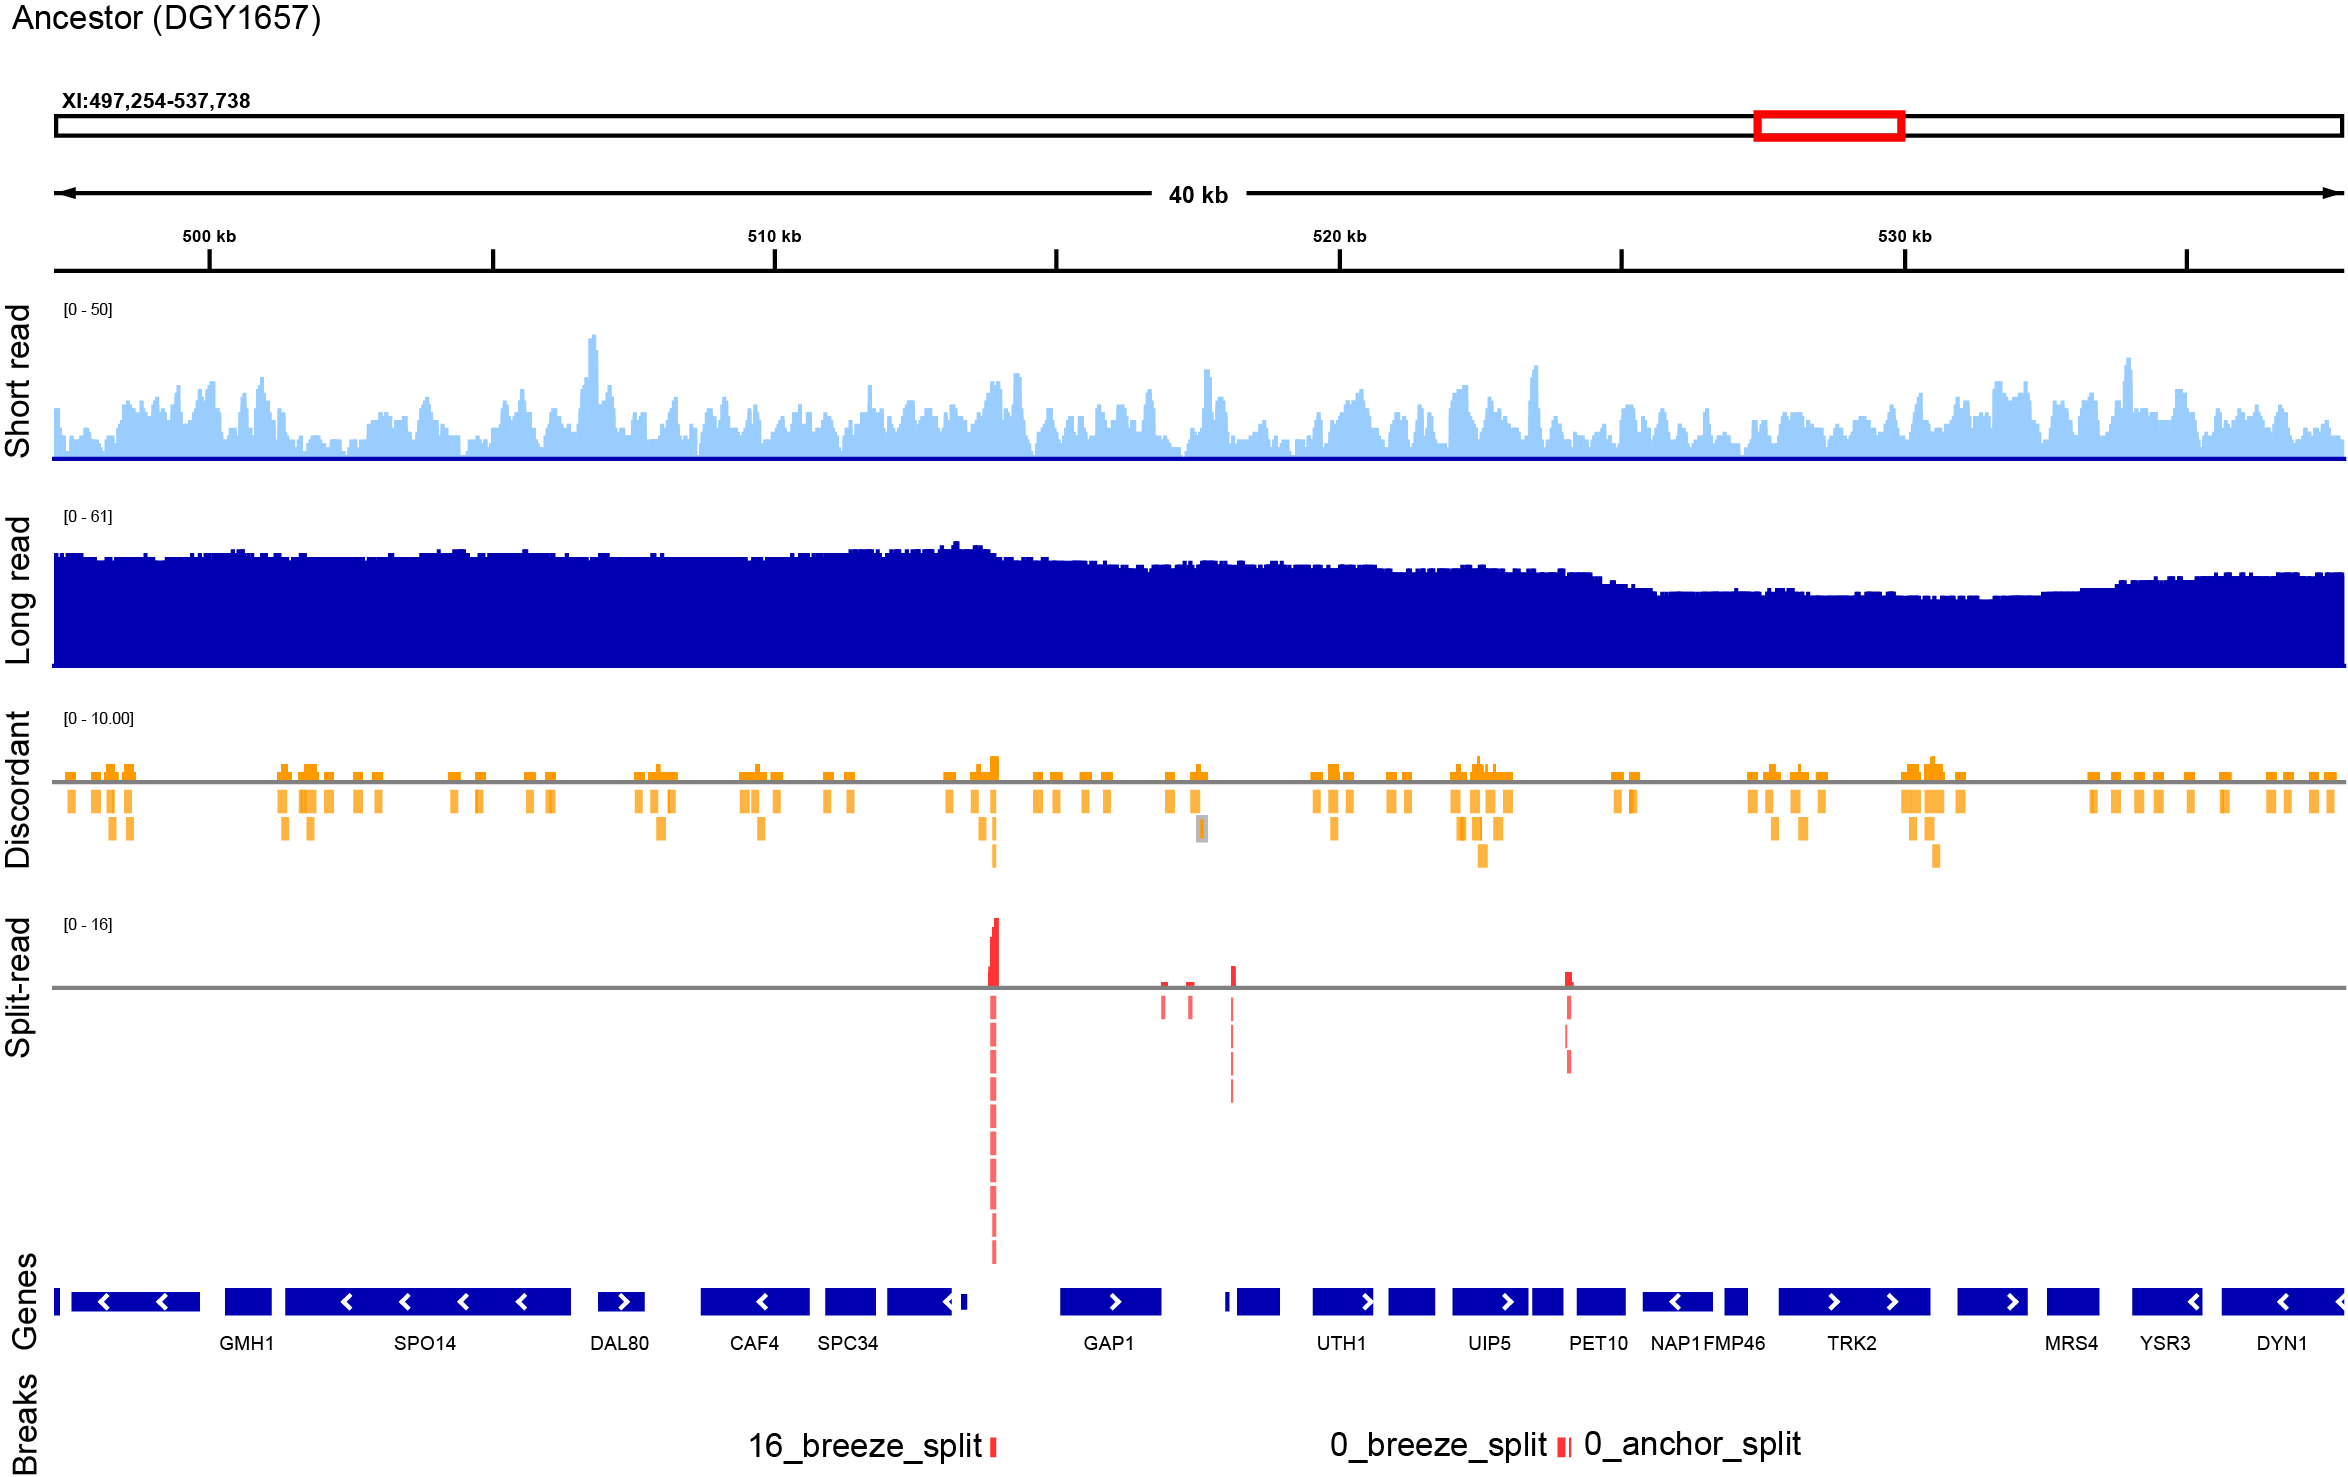 Ancestor (DGY1657)
XI:497,254-537,738
40 kb
500 kb 510 kb 520 kb 530 kb
Short read
[0 - 50]
Long read
[0 - 61]
Discordant
[0 - 10.00]
Split-read
[0 - 16]
Genes
GMH1 SPO14 DAL80 CAF4 SPC34 GAP1 UTH1 UIP5 PET10 NAP1 FMP46 TRK2 MRS4 YSR3 DYN1
Breaks
16_breeze_split 0_breeze_split 0_anchor_split